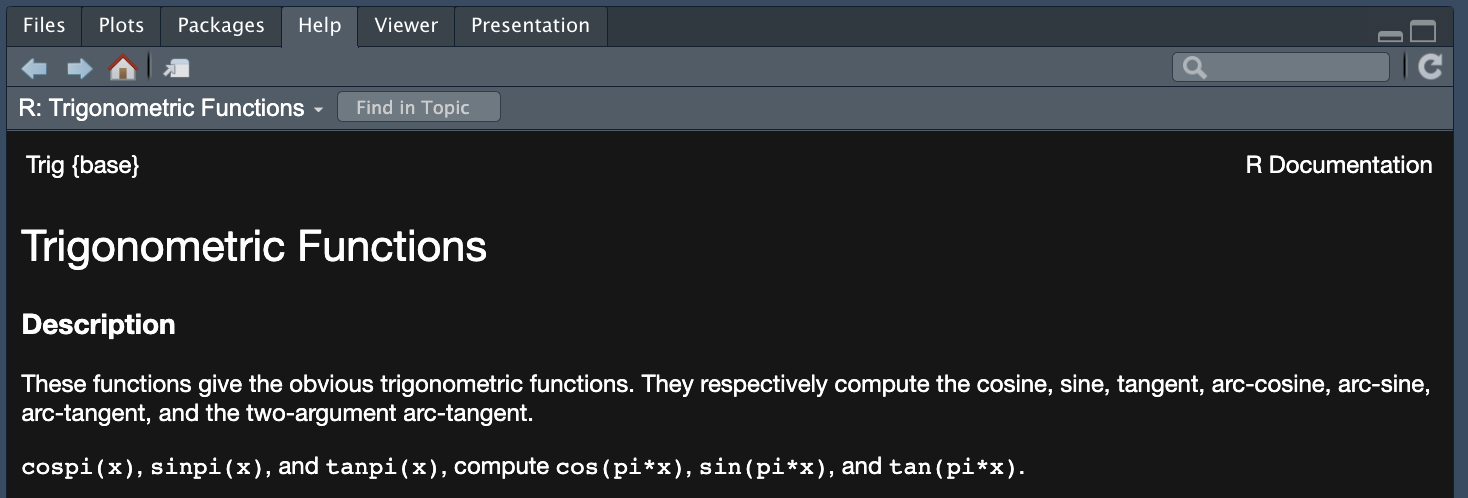 Files Plots Packages Help Viewer Presentation
R: Trigonometric Functions Find in Topic
Trig {base} R Documentation
Trigonometric Functions
Description
These functions give the obvious trigonometric functions. They respectively compute the cosine, sine, tangent, arc-cosine, arc-sine,
arc-tangent, and the two-argument arc-tangent.
cospi(x), sinpi(x), and tanpi(x), compute cos(pi*x), sin(pi*x), and tan(pi*x).